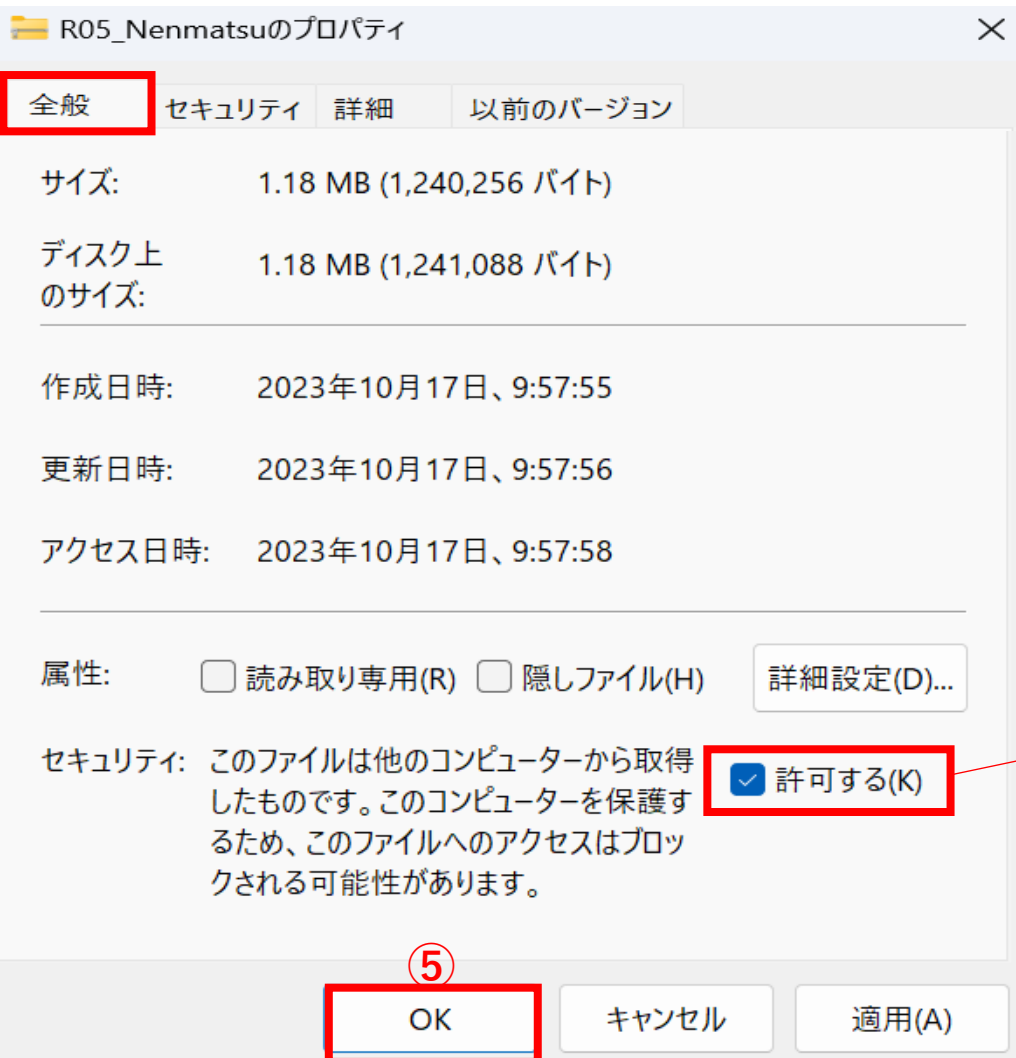 R05_Nenmatsuのプロパティ
全般 セキュリティ 詳細 以前のバージョン
サイズ: 1.18 MB (1,240,256 バイト)
ディスク上
のサイズ: 1.18 MB (1,241,088 バイト)
作成日時: 2023年10月17日、9:57:55
更新日時: 2023年10月17日、9:57:56
アクセス日時: 2023年10月17日、9:57:58
属性: 読み取り専用(R) 隠しファイル(H) 詳細設定(D)...
セキュリティ: このファイルは他のコンピューターから取得
したものです。このコンピューターを保護す
るため、このファイルへのアクセスはブロッ
クされる可能性があります。
許可する(K)
⑤
OK キャンセル 適用(A)